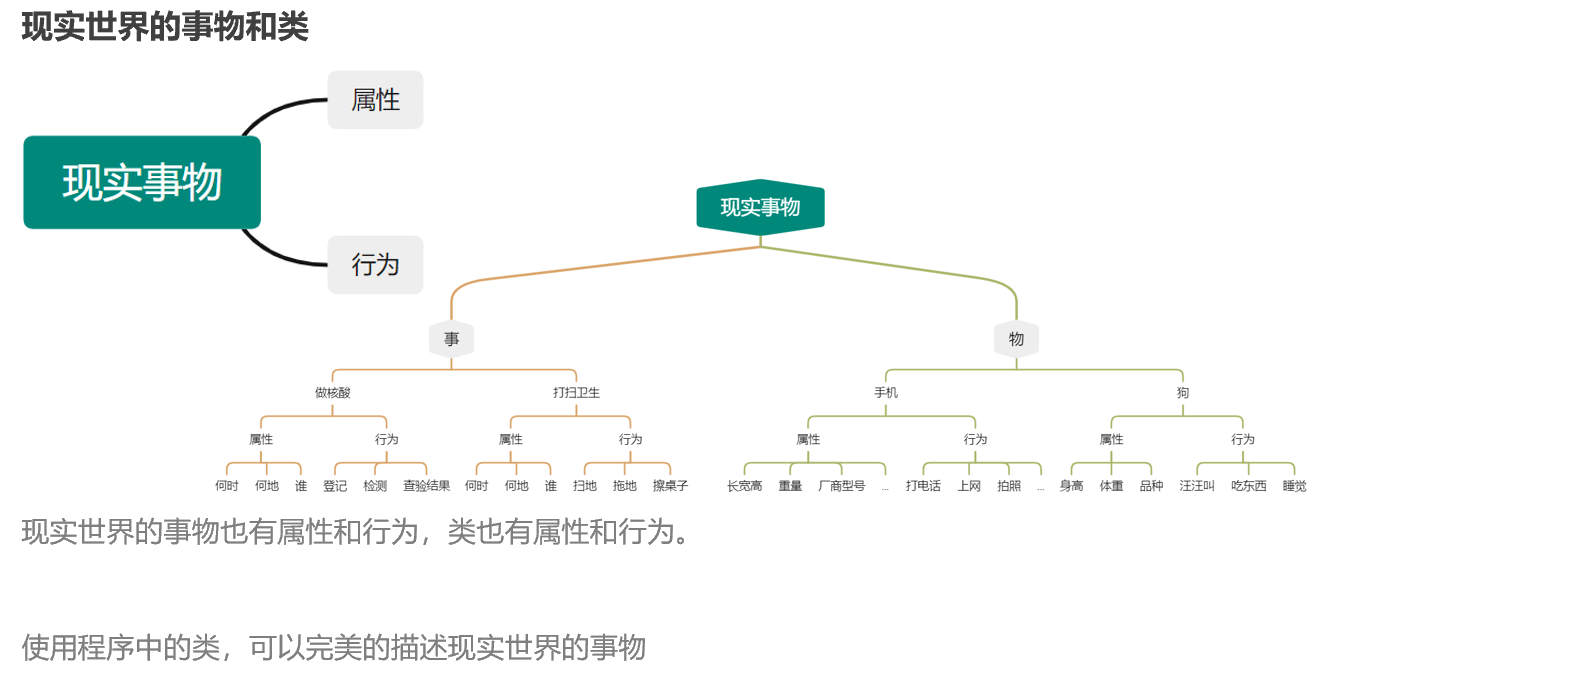 现实世界的事物和类
属性
现实事物
行为
现实事物
事 物
做核酸 打扫卫生 手机 狗
属性 行为 属性 行为 属性 行为 属性 行为
何时 何地 谁 登记 检测 查验结果 何时 何地 谁 扫地 拖地 擦桌子 长宽高 重量 厂商型号 ... 打电话 上网 拍照 ... 身高 体重 品种 汪汪叫 吃东西 睡觉
现实世界的事物也有属性和行为，类也有属性和行为。
使用程序中的类，可以完美的描述现实世界的事物